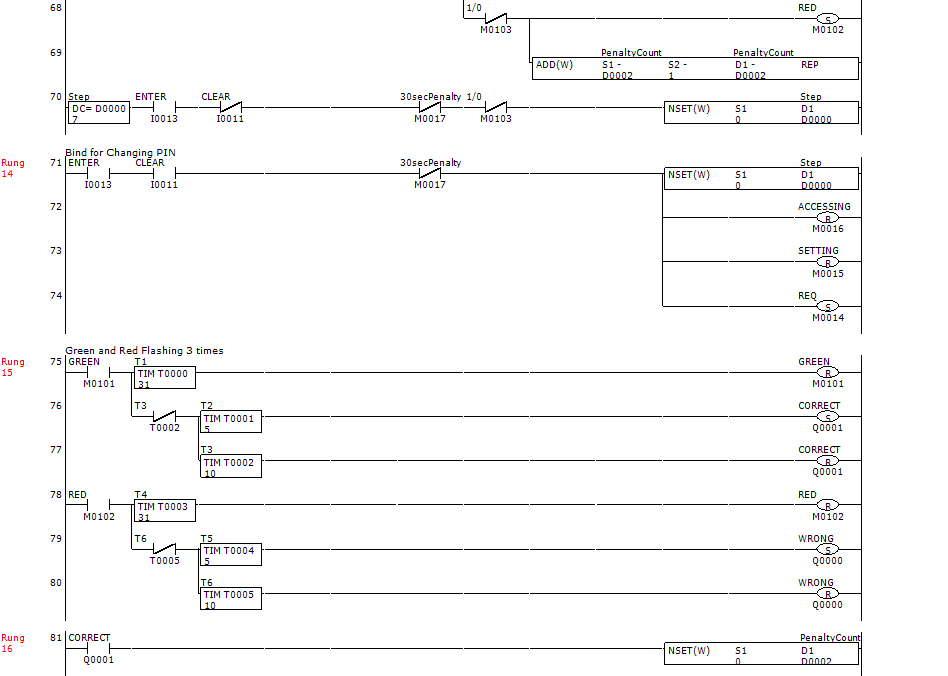 68 1/0 RED
S
M0103 M0102
69 PenaltyCount PenaltyCount
ADD(W) S1 - S2 - D1 - REP
D0002 1 D0002
70 Step ENTER CLEAR 30secPenalty 1/0 Step
DC= D0000 NSET(W) S1 D1
7 I0013 I0011 M0017 M0103 0 D0000
Bind for Changing PIN
Rung 71 ENTER CLEAR 30secPenalty Step
14 NSET(W) S1 D1
I0013 I0011 M0017 0 D0000
72 ACCESSING
R
M0016
73 SETTING
R
M0015
74 REQ
S
M0014
Green and Red Flashing 3 times
Rung 75 GREEN T1 GREEN
15 TIM T0000 R
M0101 31 M0101
76 T3 T2 CORRECT
TIM T0001 S
T0002 5 Q0001
77 T3 CORRECT
TIM T0002 R
10 Q0001
78 RED T4 RED
TIM T0003 R
M0102 31 M0102
79 T6 T5 WRONG
TIM T0004 S
T0005 5 Q0000
80 T6 WRONG
TIM T0005 R
10 Q0000
Rung 81 CORRECT PenaltyCount
16 NSET(W) S1 D1
Q0001 0 D0002